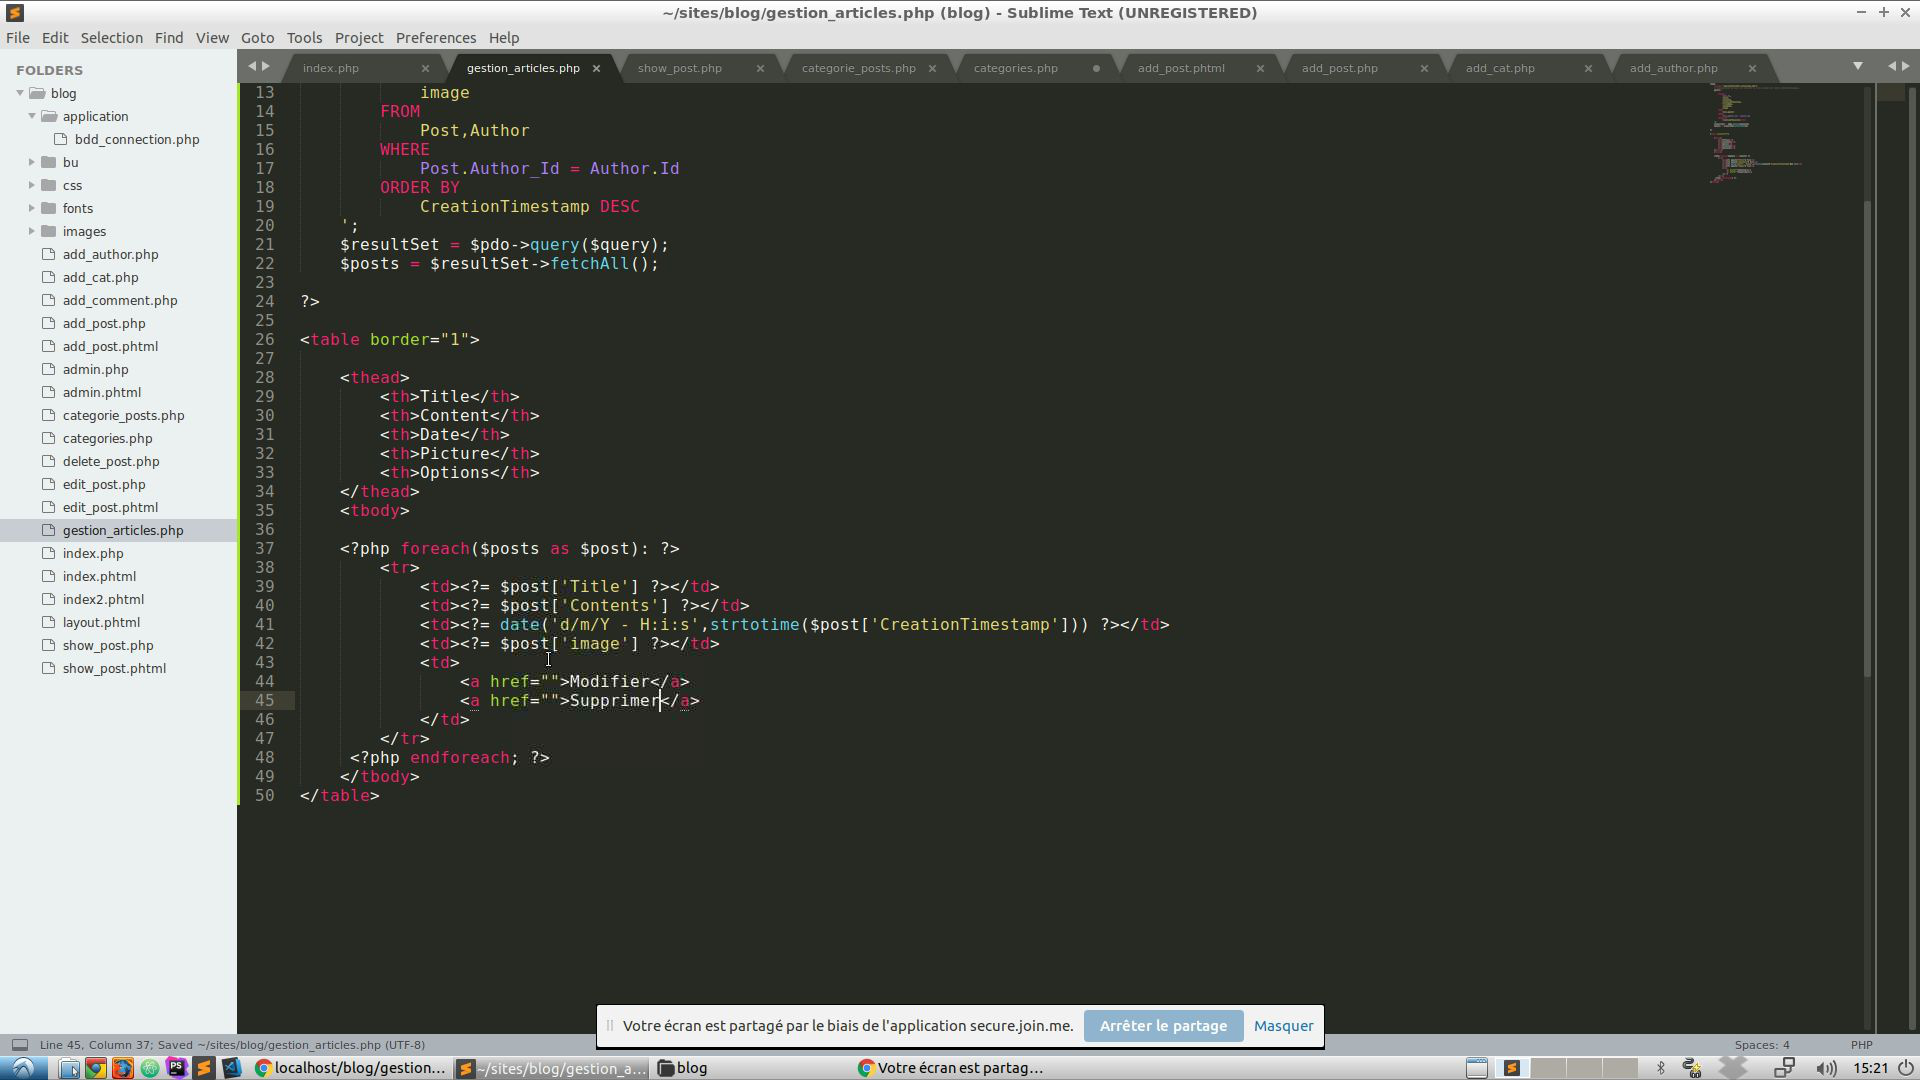 ~/sites/blog/gestion_articles.php (blog) - Sublime Text (UNREGISTERED)
File Edit Selection Find View Goto Tools Project Preferences Help
FOLDERS
blog
application
bdd_connection.php
bu
css
fonts
images
add_author.php
add_cat.php
add_comment.php
add_post.php
add_post.phtml
admin.php
admin.phtml
categorie_posts.php
categories.php
delete_post.php
edit_post.php
edit_post.phtml
gestion_articles.php
index.php
index.phtml
index2.phtml
layout.phtml
show_post.php
show_post.phtml
index.php gestion_articles.php show_post.php categorie_posts.php categories.php add_post.phtml add_post.php add_cat.php add_author.php
13 image
14 FROM
15 Post,Author
16 WHERE
17 Post.Author_Id = Author.Id
18 ORDER BY
19 CreationTimestamp DESC
20 ';
21 $resultSet = $pdo->query($query);
22 $posts = $resultSet->fetchAll();
23
24 ?>
25
26 <table border="1">
27
28 <thead>
29 <th>Title</th>
30 <th>Content</th>
31 <th>Date</th>
32 <th>Picture</th>
33 <th>Options</th>
34 </thead>
35 <tbody>
36
37 <?php foreach($posts as $post): ?>
38 <tr>
39 <td><?= $post['Title'] ?></td>
40 <td><?= $post['Contents'] ?></td>
41 <td><?= date('d/m/Y - H:i:s',strtotime($post['CreationTimestamp'])) ?></td>
42 <td><?= $post['image'] ?></td>
43 <td>
44 <a href="">Modifier</a>
45 <a href="">Supprimer</a>
46 </td>
47 </tr>
48 <?php endforeach; ?>
49 </tbody>
50 </table>
Votre écran est partagé par le biais de l'application secure.join.me. Arrêter le partage Masquer
Line 45, Column 37; Saved ~/sites/blog/gestion_articles.php (UTF-8) Spaces: 4 PHP
localhost/blog/gestion... ~/sites/blog/gestion_a... blog Votre écran est partag... 15:21